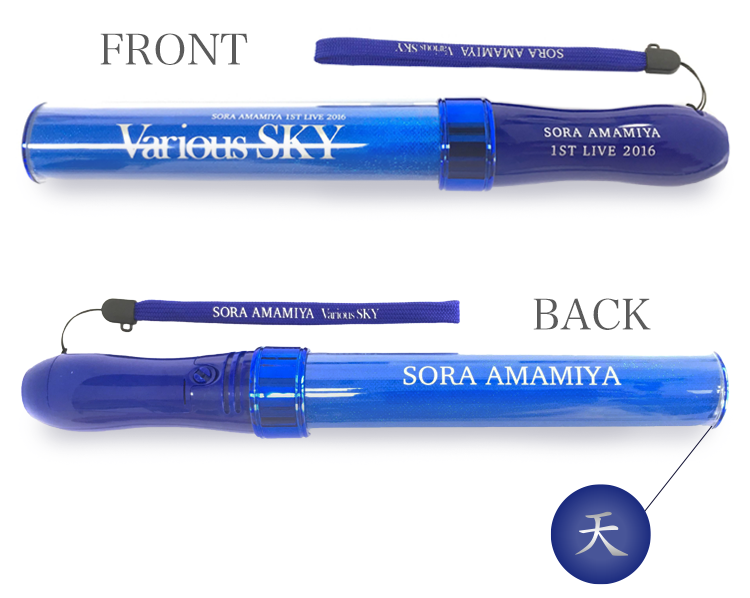 FRONT
SORA AMAMIYA Various SKY
SORA AMAMIYA 1ST LIVE 2016
Various SKY
SORA AMAMIYA
1ST LIVE 2016
SORA AMAMIYA Various SKY
BACK
SORA AMAMIYA
天